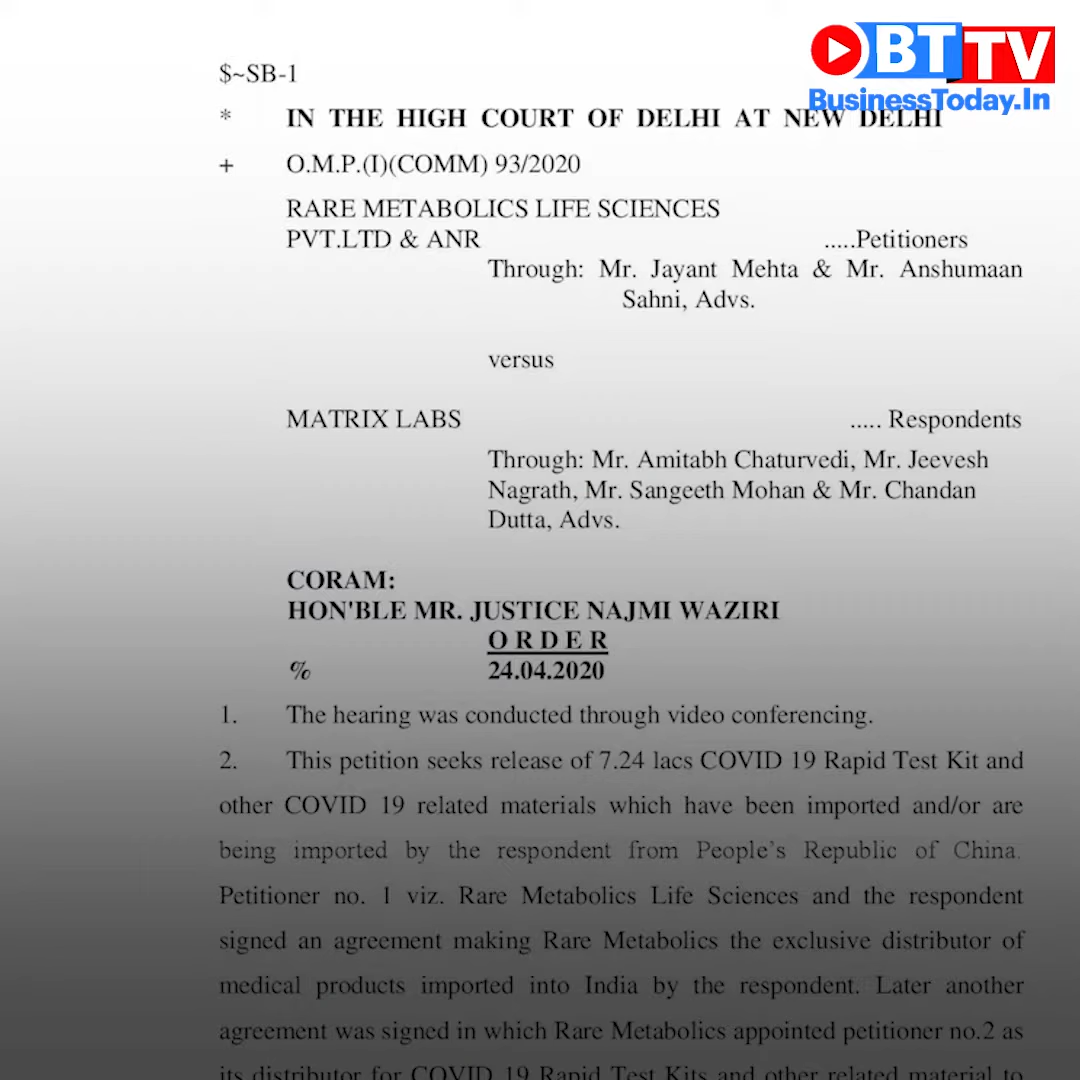 BT TV
BusinessToday.In
$~SB-1
* IN THE HIGH COURT OF DELHI AT NEW DELHI
+ O.M.P.(I)(COMM) 93/2020
RARE METABOLICS LIFE SCIENCES
PVT.LTD & ANR .....Petitioners
Through: Mr. Jayant Mehta & Mr. Anshumaan
Sahni, Advs.
versus
MATRIX LABS ..... Respondents
Through: Mr. Amitabh Chaturvedi, Mr. Jeevesh
Nagrath, Mr. Sangeeth Mohan & Mr. Chandan
Dutta, Advs.
CORAM:
HON'BLE MR. JUSTICE NAJMI WAZIRI
O R D E R
% 24.04.2020
1. The hearing was conducted through video conferencing.
2. This petition seeks release of 7.24 lacs COVID 19 Rapid Test Kit and
other COVID 19 related materials which have been imported and/or are
being imported by the respondent from People's Republic of China.
Petitioner no. 1 viz. Rare Metabolics Life Sciences and the respondent
signed an agreement making Rare Metabolics the exclusive distributor of
medical products imported into India by the respondent. Later another
agreement was signed in which Rare Metabolics appointed petitioner no.2 as
its distributor for COVID 19 Rapid Test Kits and other related material to